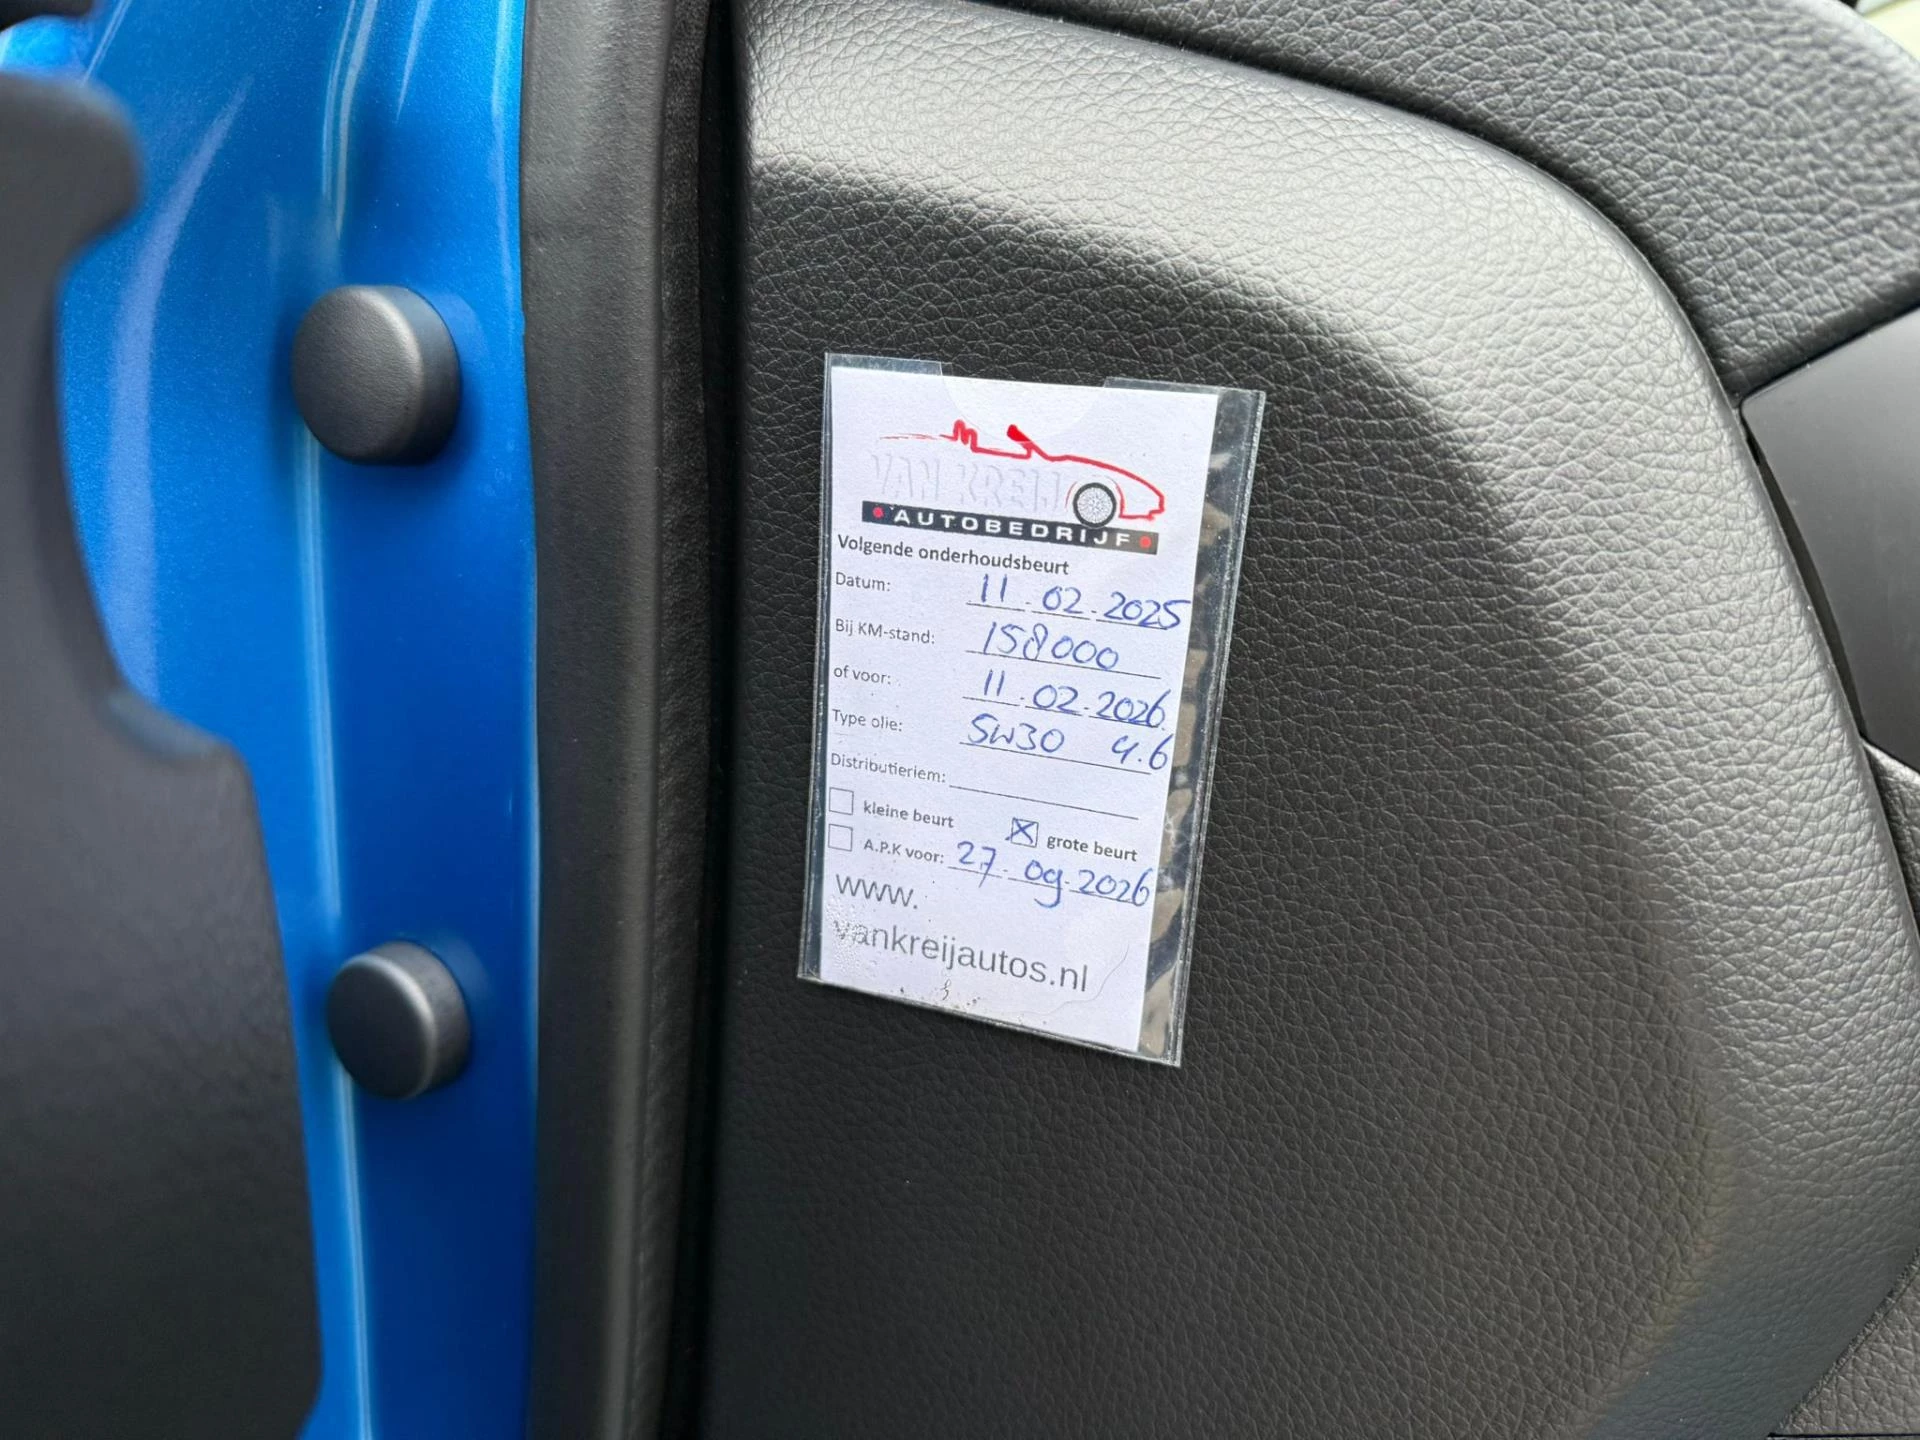 VAN KREIJ
AUTOBEDRIJF
Volgende onderhoudsbeurt
Datum: 11.02.2025
Bij KM-stand: 158000
of voor: 11.02.2026
Type olie: 5W30 4.6
Distributieriem:
kleine beurt grote beurt
A.P.K voor: 27.09.2026
www.
vankreijautos.nl